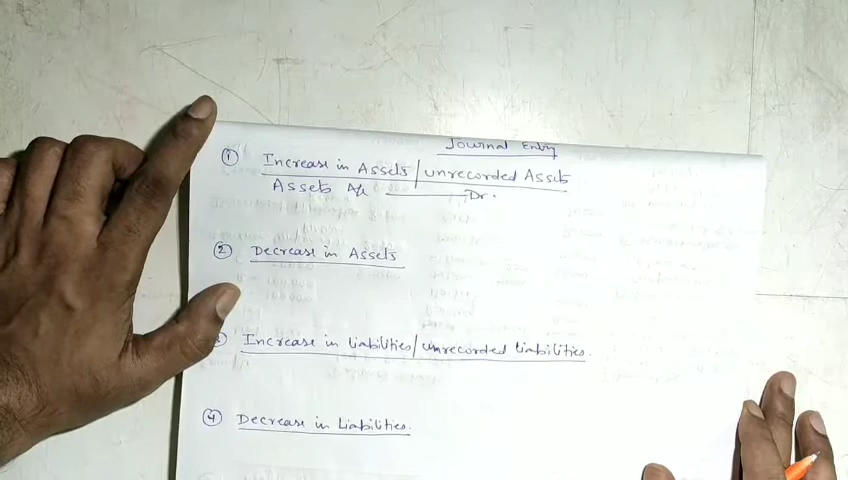 Journal Entry
① Increase in Assets / unrecorded Assets
Assets A/c ———— Dr.
② Decrease in Assets
Increase in liabilities / unrecorded liabilities.
④ Decrease in Liabilities.